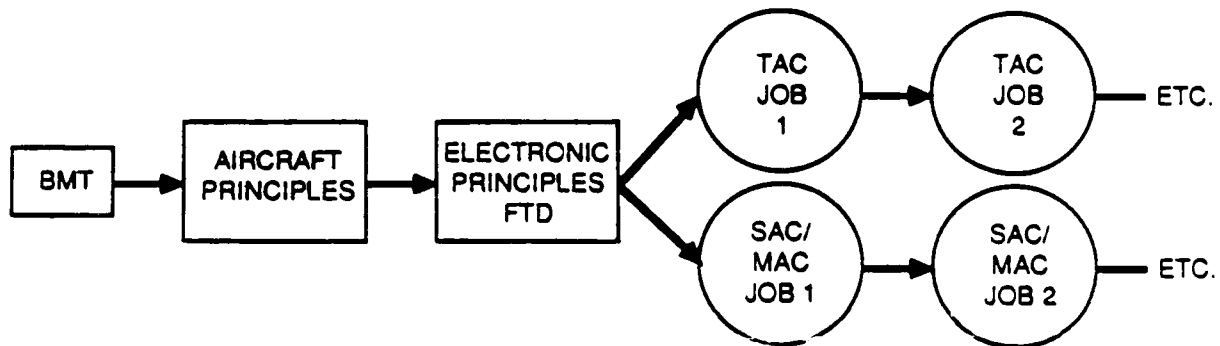 BMT
AIRCRAFT
PRINCIPLES
ELECTRONIC
PRINCIPLES
FTD
TAC
JOB
1
TAC
JOB
2
ETC.
SAC/
MAC
JOB 1
SAC/
MAC
JOB 2
ETC.